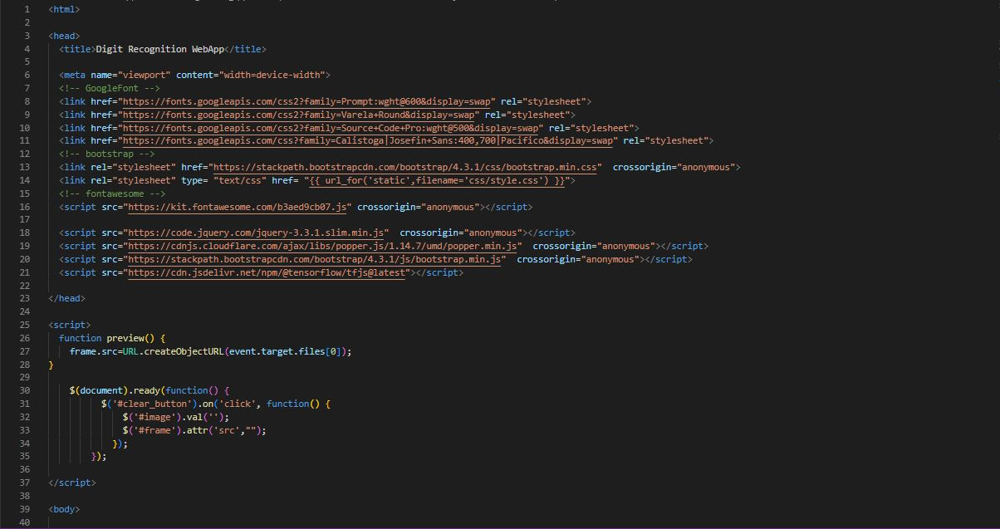 1 <html>
2
3 <head>
4 <title>Digit Recognition WebApp</title>
5
6 <meta name="viewport" content="width=device-width">
7 <!-- GoogleFont -->
8 <link href="https://fonts.googleapis.com/css2?family=Prompt:wght@600&display=swap" rel="stylesheet">
9 <link href="https://fonts.googleapis.com/css2?family=Varela+Round&display=swap" rel="stylesheet">
10 <link href="https://fonts.googleapis.com/css2?family=Source+Code+Pro:wght@500&display=swap" rel="stylesheet">
11 <link href="https://fonts.googleapis.com/css?family=Calistoga|Josefin+Sans:400,700|Pacifico&display=swap" rel="stylesheet">
12 <!-- bootstrap -->
13 <link rel="stylesheet" href="https://stackpath.bootstrapcdn.com/bootstrap/4.3.1/css/bootstrap.min.css"  crossorigin="anonymous">
14 <link rel="stylesheet" type= "text/css" href= "{{ url_for('static',filename='css/style.css') }}">
15 <!-- fontawesome -->
16 <script src="https://kit.fontawesome.com/b3aed9cb07.js" crossorigin="anonymous"></script>
17
18 <script src="https://code.jquery.com/jquery-3.3.1.slim.min.js"  crossorigin="anonymous"></script>
19 <script src="https://cdnjs.cloudflare.com/ajax/libs/popper.js/1.14.7/umd/popper.min.js"  crossorigin="anonymous"></script>
20 <script src="https://stackpath.bootstrapcdn.com/bootstrap/4.3.1/js/bootstrap.min.js"  crossorigin="anonymous"></script>
21 <script src="https://cdn.jsdelivr.net/npm/@tensorflow/tfjs@latest"></script>
22
23 </head>
24
25 <script>
26 function preview() {
27 frame.src=URL.createObjectURL(event.target.files[0]);
28 }
29
30 $(document).ready(function() {
31 $('#clear_button').on('click', function() {
32 $('#image').val('');
33 $('#frame').attr('src',"");
34 });
35 });
36
37 </script>
38
39 <body>
40